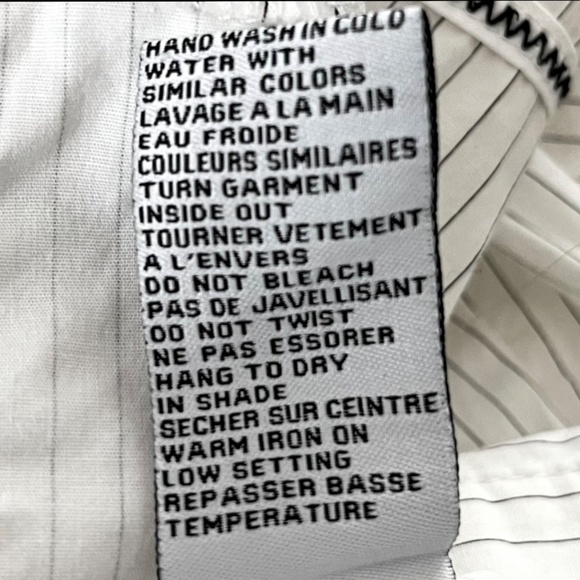 HAND WASH IN COLD
WATER WITH
SIMILAR COLORS
LAVAGE A LA MAIN
EAU FROIDE
COULEURS SIMILAIRES
TURN GARMENT
INSIDE OUT
TOURNER VETEMENT
A L'ENVERS
DO NOT BLEACH
PAS DE JAVELLISANT
DO NOT TWIST
NE PAS ESSORER
HANG TO DRY
IN SHADE
SECHER SUR CEINTRE
WARM IRON ON
LOW SETTING
REPASSER BASSE
TEMPERATURE